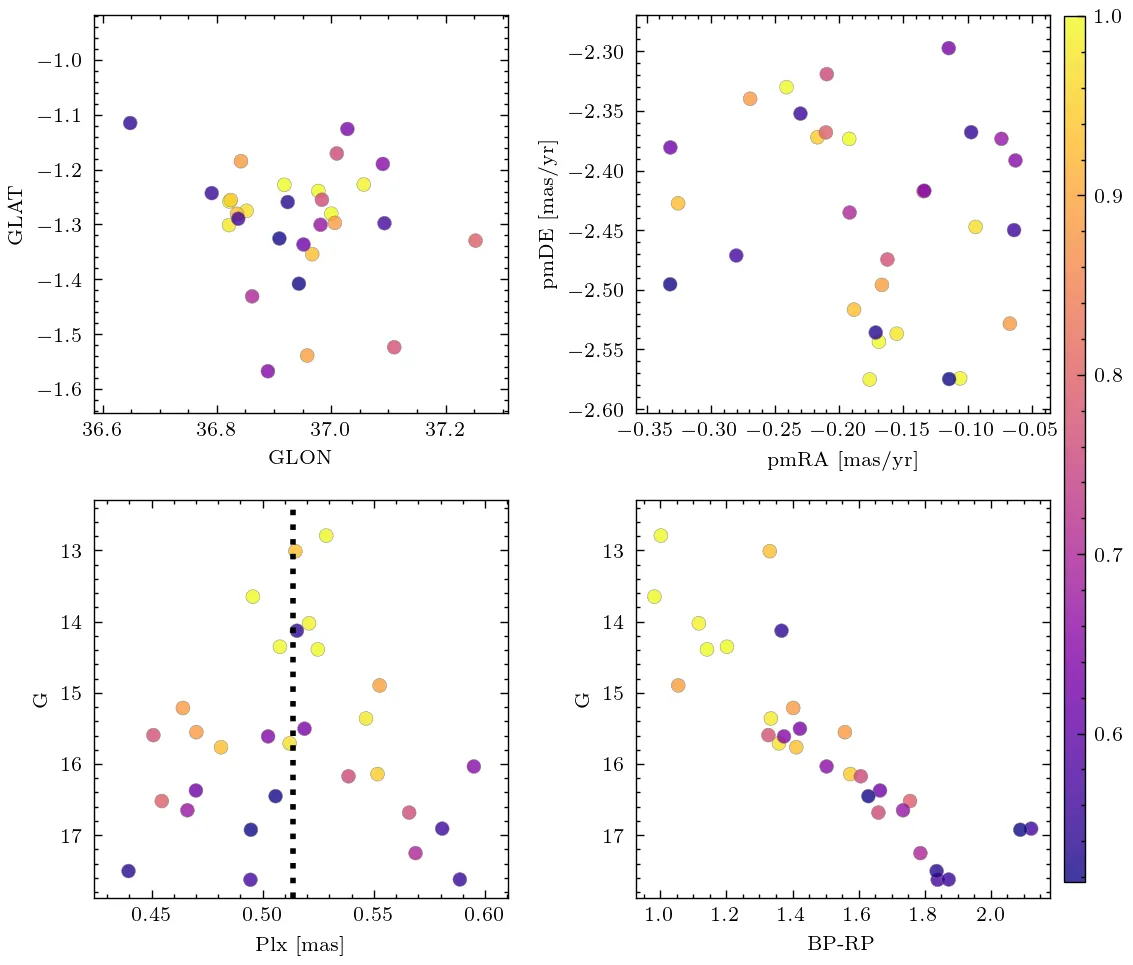 −1.0
−1.1
−1.2
−1.3
−1.4
−1.5
−1.6
GLAT
36.6 36.8 37.0 37.2
GLON
−2.30
−2.35
−2.40
−2.45
−2.50
−2.55
−2.60
pmDE [mas/yr]
−0.35 −0.30 −0.25 −0.20 −0.15 −0.10 −0.05
pmRA [mas/yr]
1.0
0.9
0.8
0.7
0.6
13
14
15
16
17
G
0.45 0.50 0.55 0.60
Plx [mas]
13
14
15
16
17
G
1.0 1.2 1.4 1.6 1.8 2.0
BP-RP